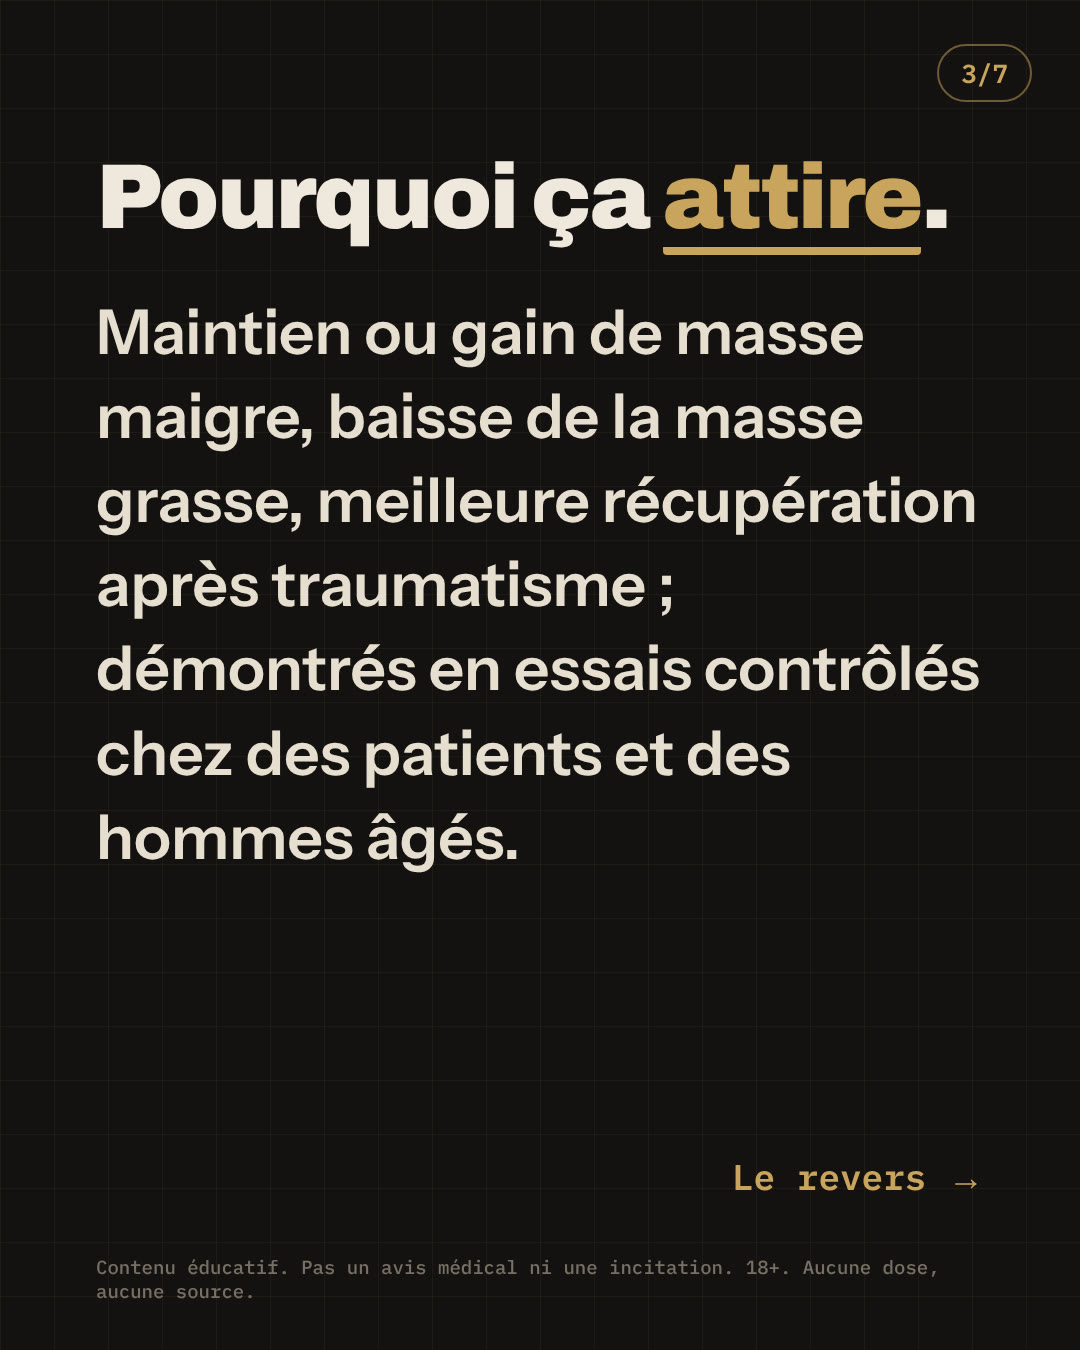 3/7
Pourquoi ça attire.
Maintien ou gain de masse
maigre, baisse de la masse
grasse, meilleure récupération
après traumatisme ;
démontrés en essais contrôlés
chez des patients et des
hommes âgés.
Le revers →
Contenu éducatif. Pas un avis médical ni une incitation. 18+. Aucune dose,
aucune source.